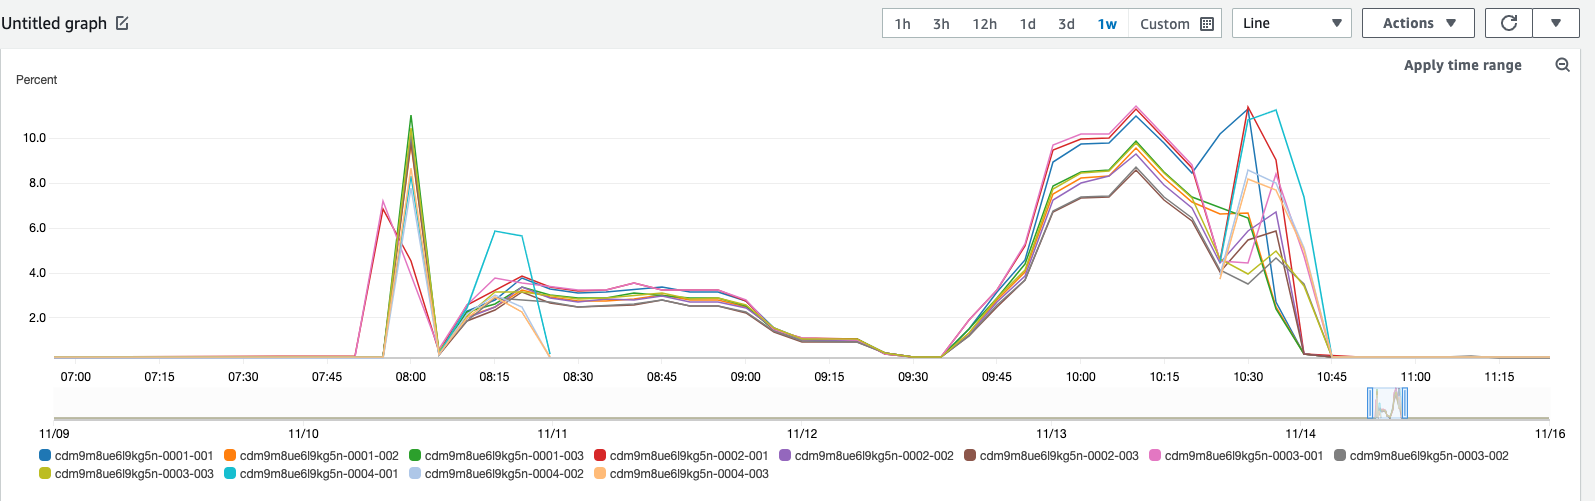 Untitled graph
1h 3h 12h 1d 3d 1w Custom Line Actions
Apply time range
Percent
10.0
8.0
6.0
4.0
2.0
07:00 07:15 07:30 07:45 08:00 08:15 08:30 08:45 09:00 09:15 09:30 09:45 10:00 10:15 10:30 10:45 11:00 11:15
11/09 11/10 11/11 11/12 11/13 11/14 11/16
cdm9m8ue6l9kg5n-0001-001 cdm9m8ue6l9kg5n-0001-002 cdm9m8ue6l9kg5n-0001-003 cdm9m8ue6l9kg5n-0002-001 cdm9m8ue6l9kg5n-0002-002 cdm9m8ue6l9kg5n-0002-003 cdm9m8ue6l9kg5n-0003-001 cdm9m8ue6l9kg5n-0003-002
cdm9m8ue6l9kg5n-0003-003 cdm9m8ue6l9kg5n-0004-001 cdm9m8ue6l9kg5n-0004-002 cdm9m8ue6l9kg5n-0004-003